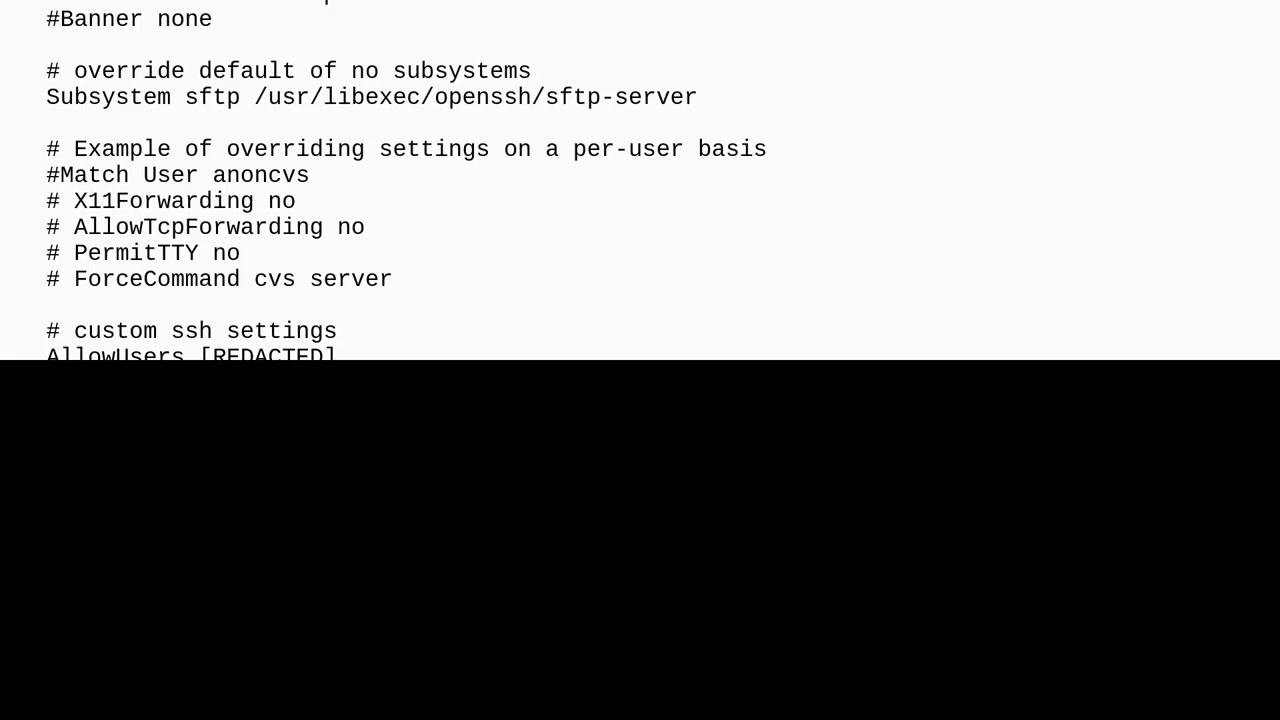 #Banner none
# override default of no subsystems
Subsystem sftp /usr/libexec/openssh/sftp-server
# Example of overriding settings on a per-user basis
#Match User anoncvs
# X11Forwarding no
# AllowTcpForwarding no
# PermitTTY no
# ForceCommand cvs server
# custom ssh settings
AllowUsers [REDACTED]